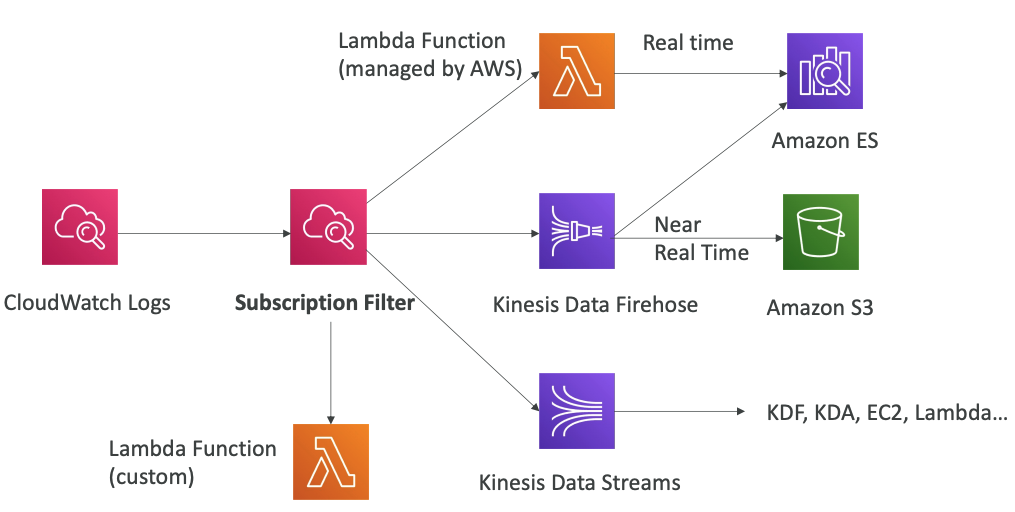 Lambda Function
(managed by AWS)
Real time
Amazon ES
CloudWatch Logs
Subscription Filter
Near
Real Time
Kinesis Data Firehose
Amazon S3
Lambda Function
(custom)
Kinesis Data Streams
KDF, KDA, EC2, Lambda...